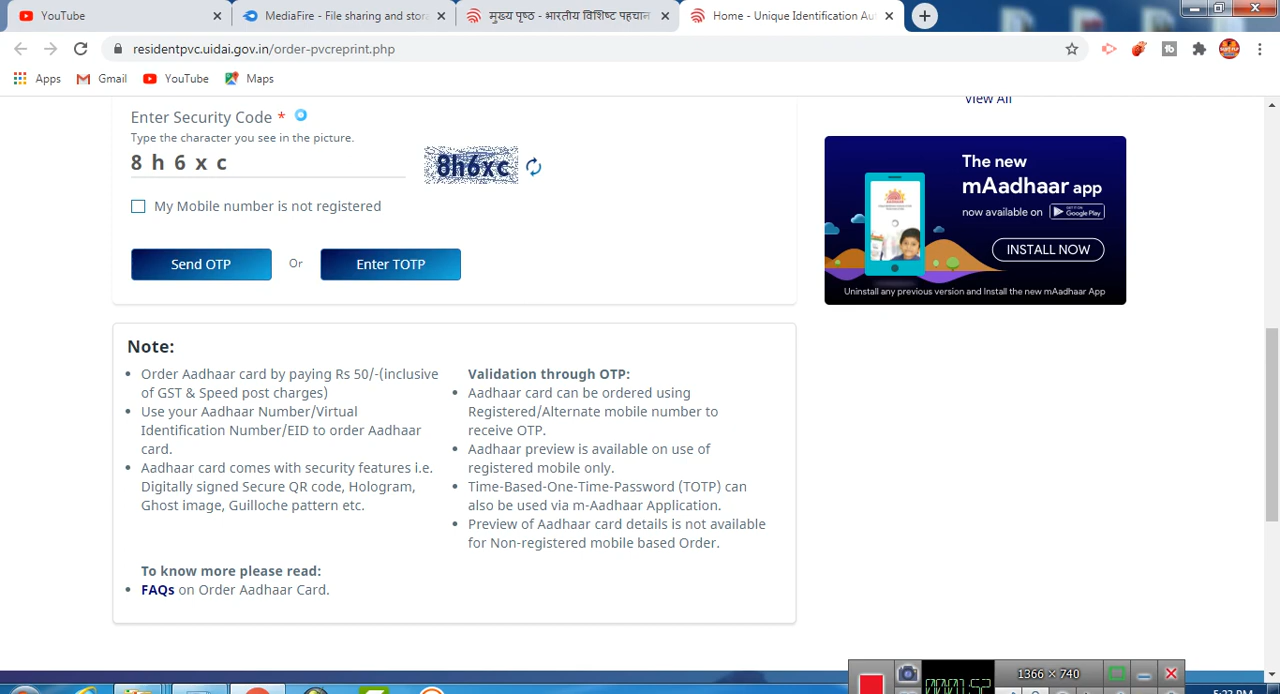 YouTube
MediaFire - File sharing and stora
मुख्य पृष्ठ - भारतीय विशिष्ट पहचान
Home - Unique Identification Aut
residentpvc.uidai.gov.in/order-pvcreprint.php
Apps
Gmail
YouTube
Maps
View All
Enter Security Code *
Type the character you see in the picture.
8 h 6 x c
8h6xc
My Mobile number is not registered
Send OTP
Or
Enter TOTP
The new
mAadhaar app
now available on
GET IT ON
Google Play
INSTALL NOW
Uninstall any previous version and Install the new mAadhaar App
Note:
Order Aadhaar card by paying Rs 50/-(inclusive
of GST & Speed post charges)
Use your Aadhaar Number/Virtual
Identification Number/EID to order Aadhaar
card.
Aadhaar card comes with security features i.e.
Digitally signed Secure QR code, Hologram,
Ghost image, Guilloche pattern etc.
Validation through OTP:
Aadhaar card can be ordered using
Registered/Alternate mobile number to
receive OTP.
Aadhaar preview is available on use of
registered mobile only.
Time-Based-One-Time-Password (TOTP) can
also be used via m-Aadhaar Application.
Preview of Aadhaar card details is not available
for Non-registered mobile based Order.
To know more please read:
FAQs on Order Aadhaar Card.
1366 × 740